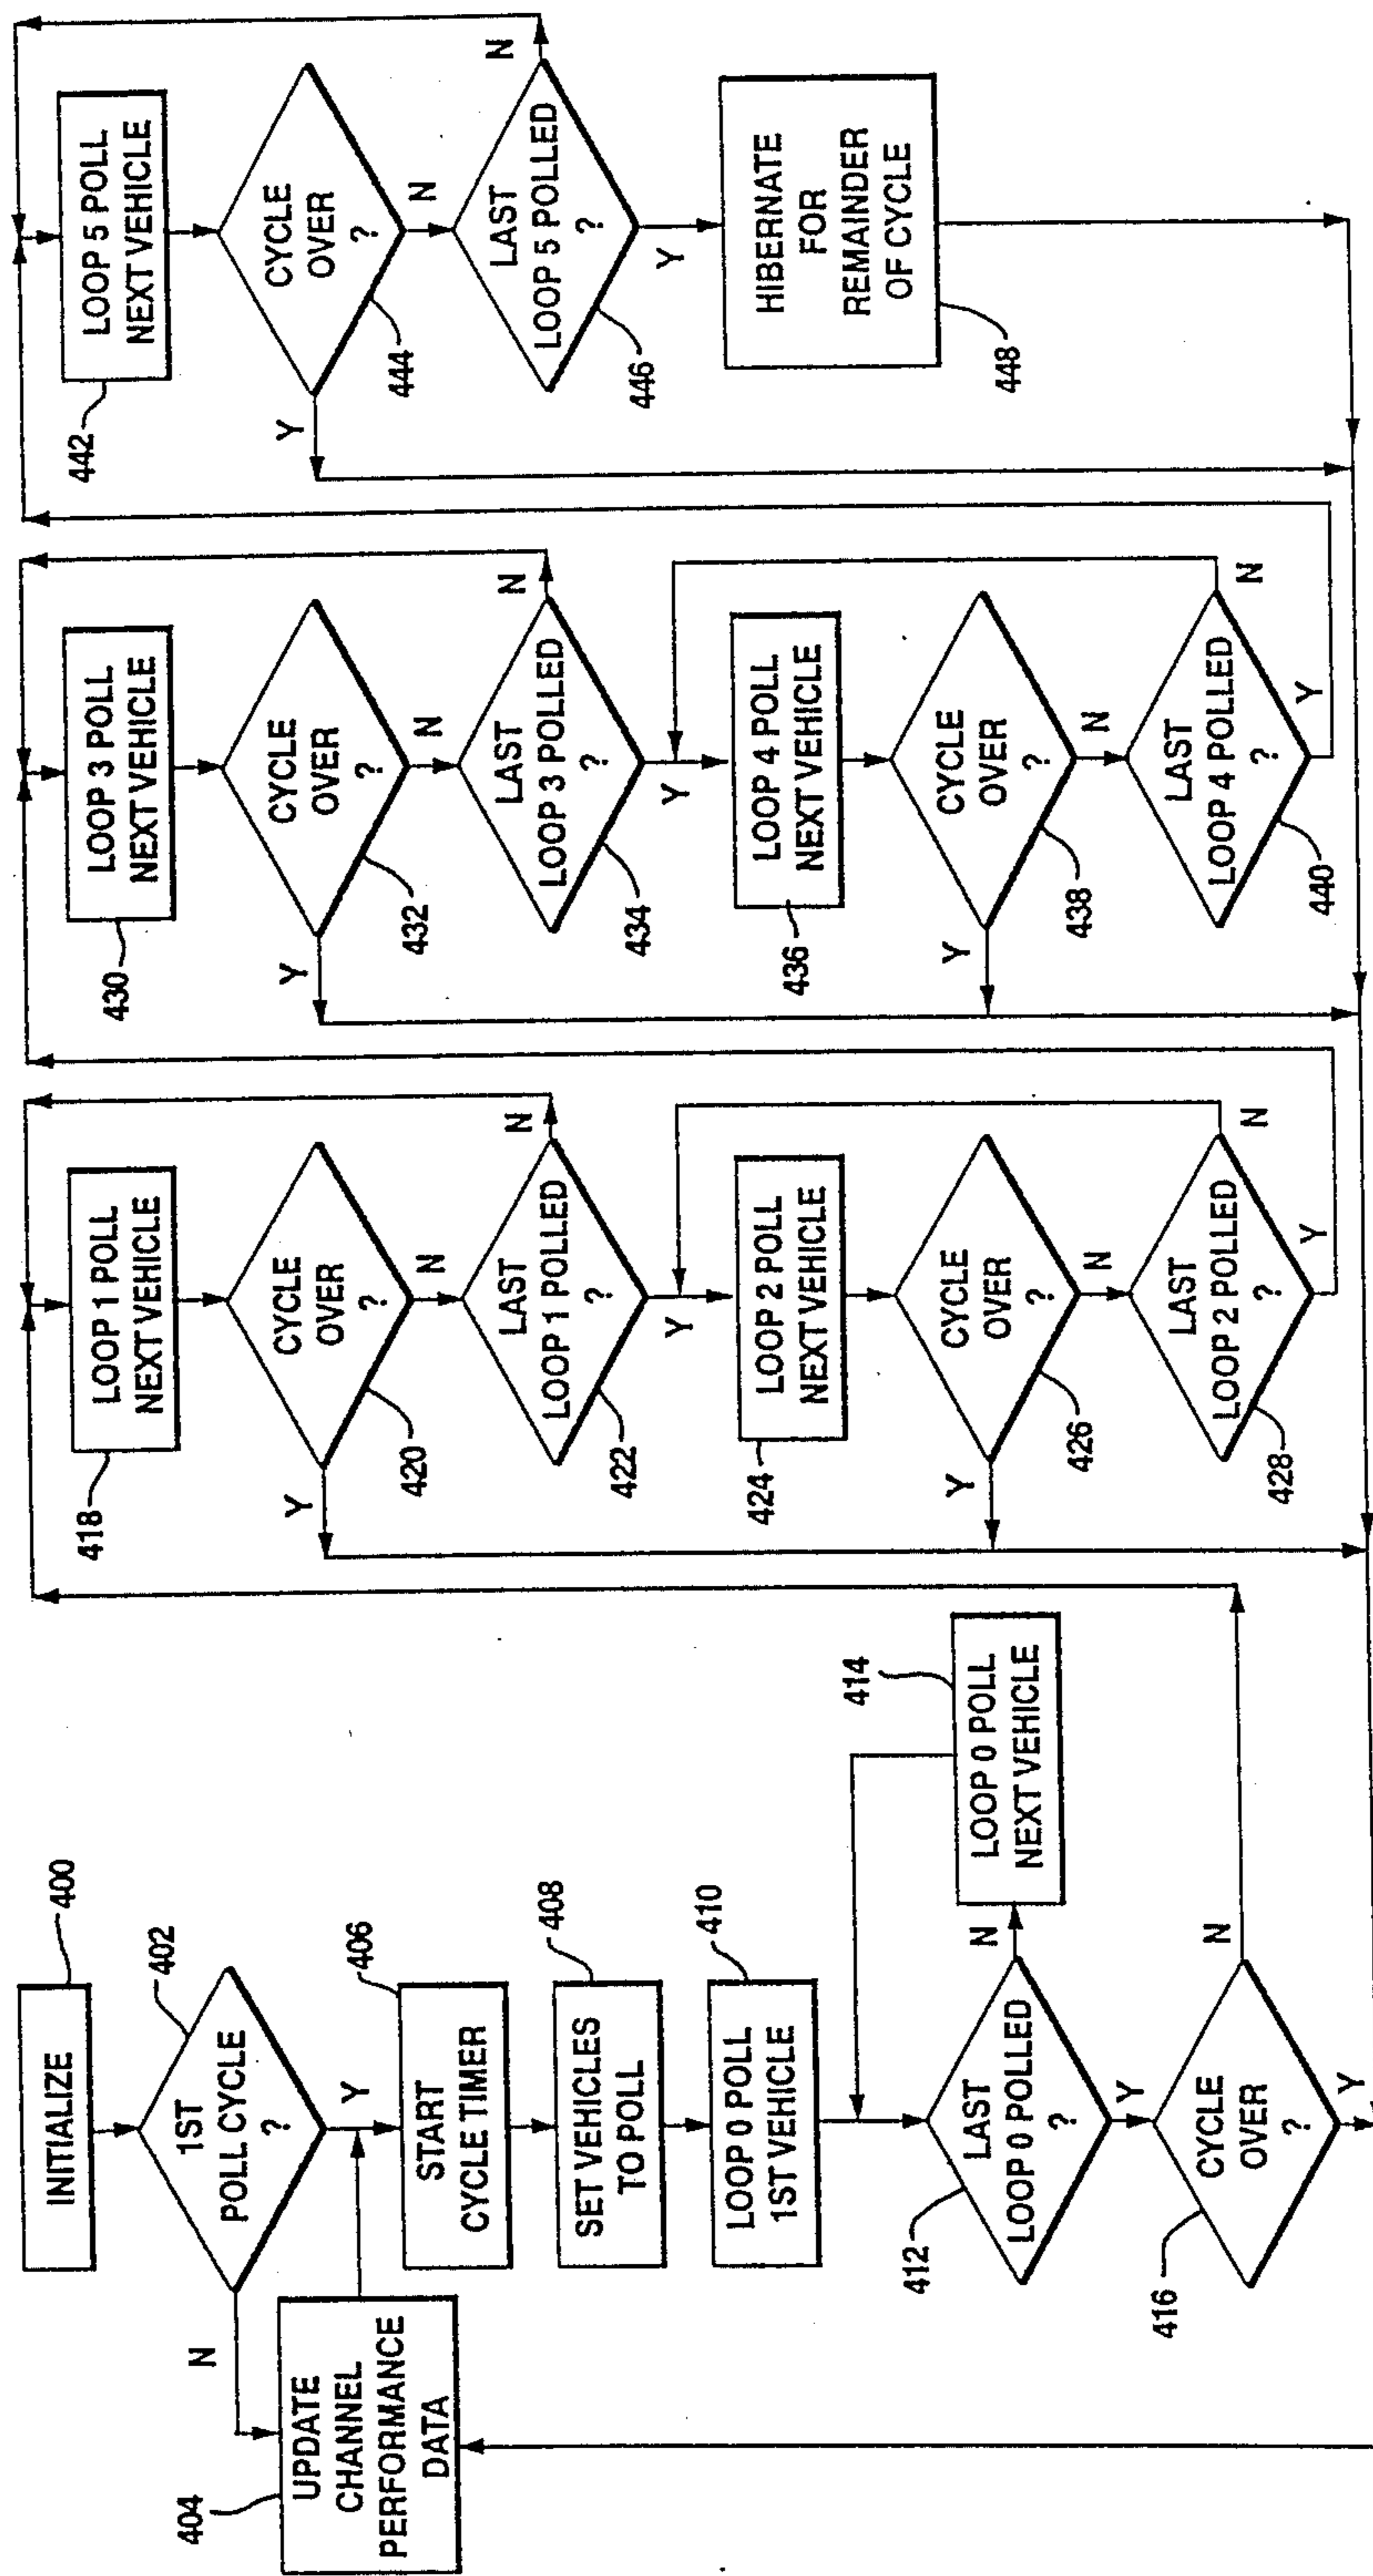 INITIALIZE
400
1ST
POLL CYCLE
?
402
N
Y
UPDATE
CHANNEL
PERFORMANCE
DATA
404
START
CYCLE TIMER
406
SET VEHICLES
TO POLL
408
LOOP 0 POLL
1ST VEHICLE
410
LAST
LOOP 0 POLLED
?
412
N
Y
LOOP 0 POLL
NEXT VEHICLE
414
CYCLE
OVER
?
416
N
Y
LOOP 1 POLL
NEXT VEHICLE
418
CYCLE
OVER
?
420
Y
N
LAST
LOOP 1 POLLED
?
422
N
Y
LOOP 2 POLL
NEXT VEHICLE
424
CYCLE
OVER
?
426
Y
N
LAST
LOOP 2 POLLED
?
428
N
Y
LOOP 3 POLL
NEXT VEHICLE
430
CYCLE
OVER
?
432
Y
N
LAST
LOOP 3 POLLED
?
434
N
Y
LOOP 4 POLL
NEXT VEHICLE
436
CYCLE
OVER
?
438
Y
N
LAST
LOOP 4 POLLED
?
440
N
Y
LOOP 5 POLL
NEXT VEHICLE
442
CYCLE
OVER
?
444
Y
N
LAST
LOOP 5 POLLED
?
446
N
Y
HIBERNATE
FOR
REMAINDER
OF CYCLE
448